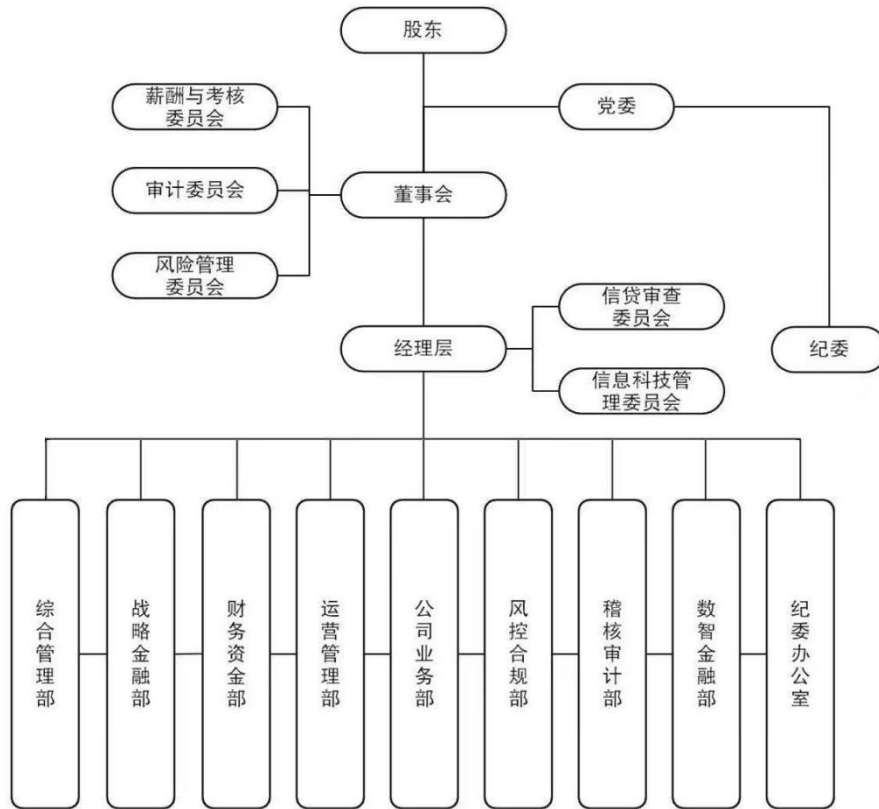 股东
薪酬与考核
委员会
党委
审计委员会
董事会
风险管理
委员会
信贷审查
委员会
经理层
纪委
信息科技管
理委员会
综合管理部
战略金融部
财务资金部
运营管理部
公司业务部
风控合规部
稽核审计部
数智金融部
纪委办公室